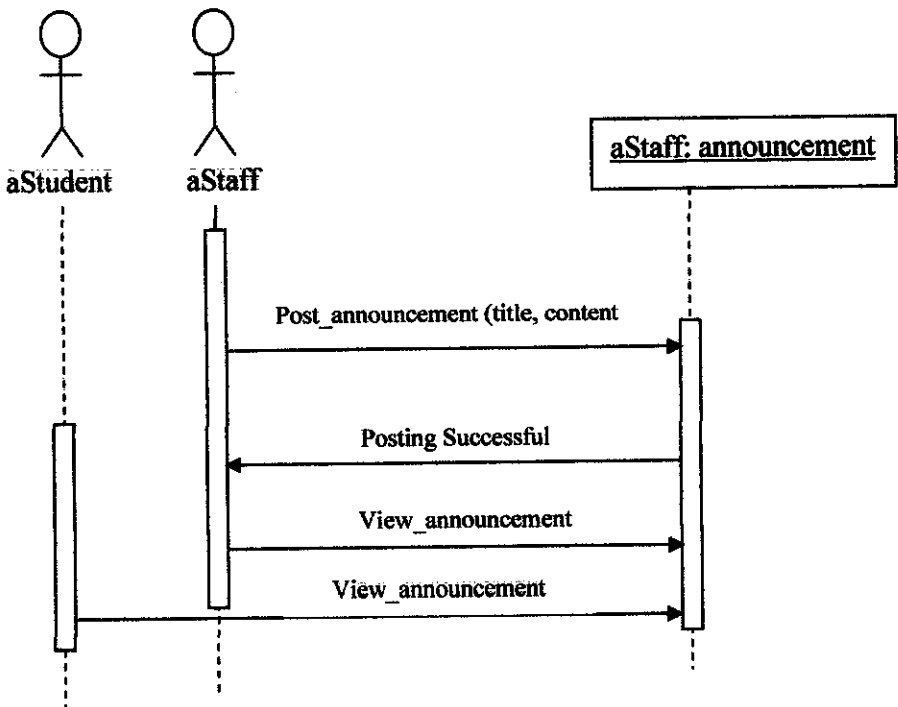 aStudent
aStaff
aStaff: announcement
Post_announcement (title, content
Posting Successful
View_announcement
View_announcement